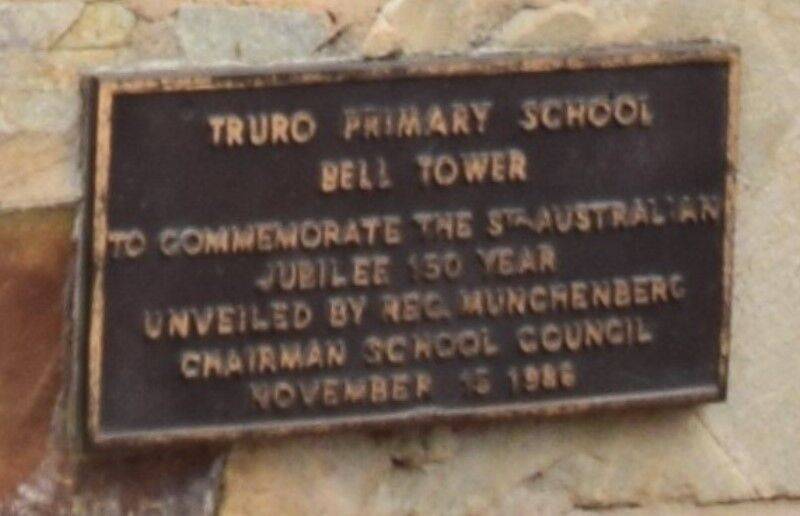 TRURO PRIMARY SCHOOL
BELL TOWER
TO COMMEMORATE THE STH AUSTRALIAN
JUBILEE 150 YEAR
UNVEILED BY REG. MUNCHENBERG
CHAIRMAN SCHOOL COUNCIL
NOVEMBER 1986